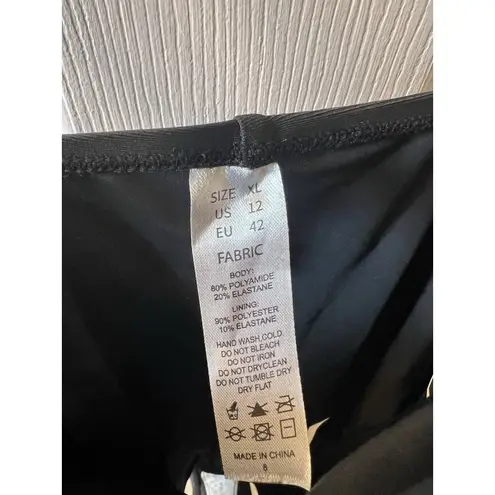 SIZE XL
US 12
EU 42
FABRIC
BODY:
80% POLYAMIDE
20% ELASTANE
LINING:
90% POLYESTER
10% ELASTANE
HAND WASH,COLD
DO NOT BLEACH
DO NOT IRON
DO NOT DRYCLEAN
DO NOT TUMBLE DRY
DRY FLAT
MADE IN CHINA
8